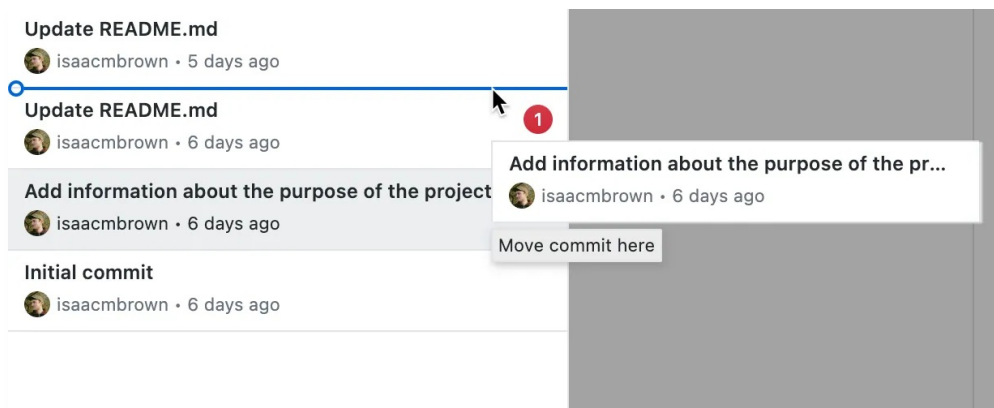 Update README.md
isaacmbrown • 5 days ago
Update README.md
isaacmbrown • 6 days ago
1
Add information about the purpose of the project
isaacmbrown • 6 days ago
Add information about the purpose of the pr...
isaacmbrown • 6 days ago
Move commit here
Initial commit
isaacmbrown • 6 days ago